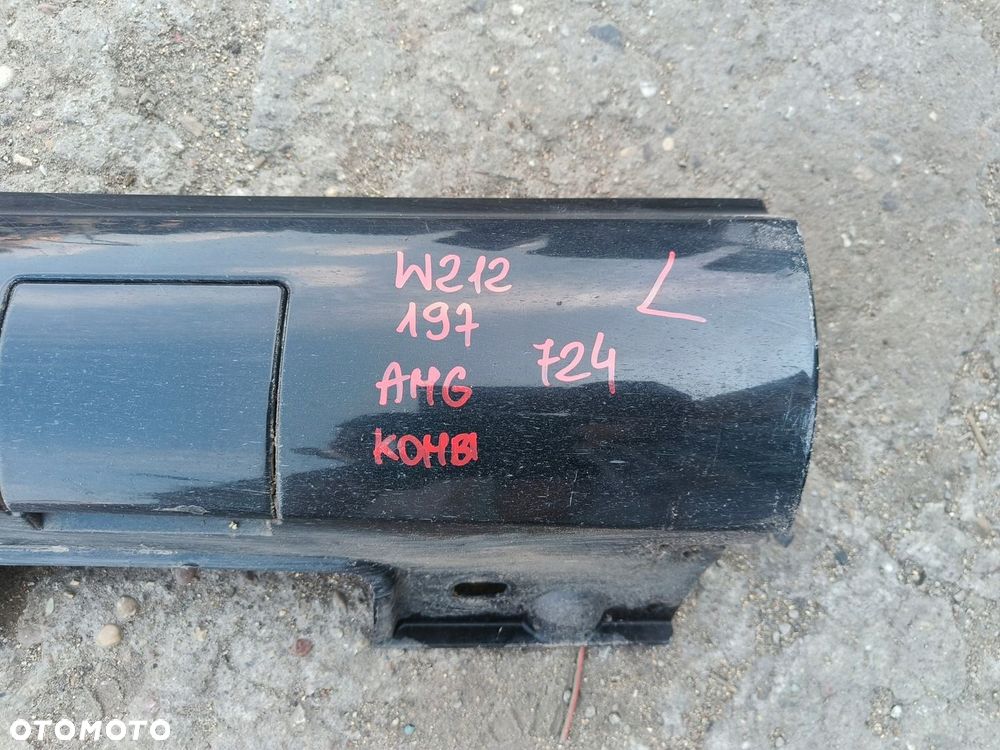 W212
197
AMG
KOMBI
724
L
OTOMOTO